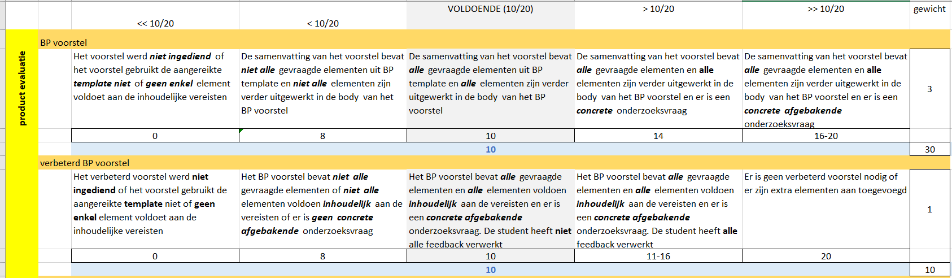 << 10/20 < 10/20 VOLDOENDE (10/20) > 10/20 >> 10/20 gewicht
product evaluatie
BP voorstel
Het voorstel werd niet ingediend of
het voorstel gebruikt de aangereikte
template niet of geen enkel element
voldoet aan de inhoudelijke vereisten
De samenvatting van het voorstel bevat
niet alle gevraagde elementen uit BP
template en niet alle elementen zijn
verder uitgewerkt in de body van het
BP voorstel
De samenvatting van het voorstel bevat
alle gevraagde elementen uit BP
template en alle elementen zijn verder
uitgewerkt in de body van het BP
voorstel
De samenvatting van het voorstel bevat
alle gevraagde elementen en alle
elementen zijn verder uitgewerkt in de
body van het BP voorstel en er is een
concrete onderzoksvraag
De samenvatting van het voorstel bevat
alle gevraagde elementen en alle
elementen zijn verder uitgewerkt in de
body van het BP voorstel en er is een
concrete afgebakende
onderzoksvraag
3
0 8 10 14 16-20
10 30
verbeterd BP voorstel
Het verbeterd voorstel werd niet
ingediend of het voorstel gebruikt de
aangereikte template niet of geen
enkel element voldoet aan de
inhoudelijke vereisten
Het BP voorstel bevat niet alle
gevraagde elementen of niet alle
elementen voldoen inhoudelijk aan de
vereisten of er is geen concrete
afgebakende onderzoksvraag
Het BP voorstel bevat alle gevraagde
elementen en alle elementen voldoen
inhoudelijk aan de vereisten en er is
een concrete afgebakende
onderzoksvraag. De student heeft niet
alle feedback verwerkt
Het BP voorstel bevat alle gevraagde
elementen en alle elementen voldoen
inhoudelijk aan de vereisten en er is
een concrete afgebakende
onderzoksvraag. De student heeft alle
feedback verwerkt
Er is geen verbeterd voorstel nodig of
er zijn extra elementen aan toegevoegd
1
0 8 10 11-16 20
10 10